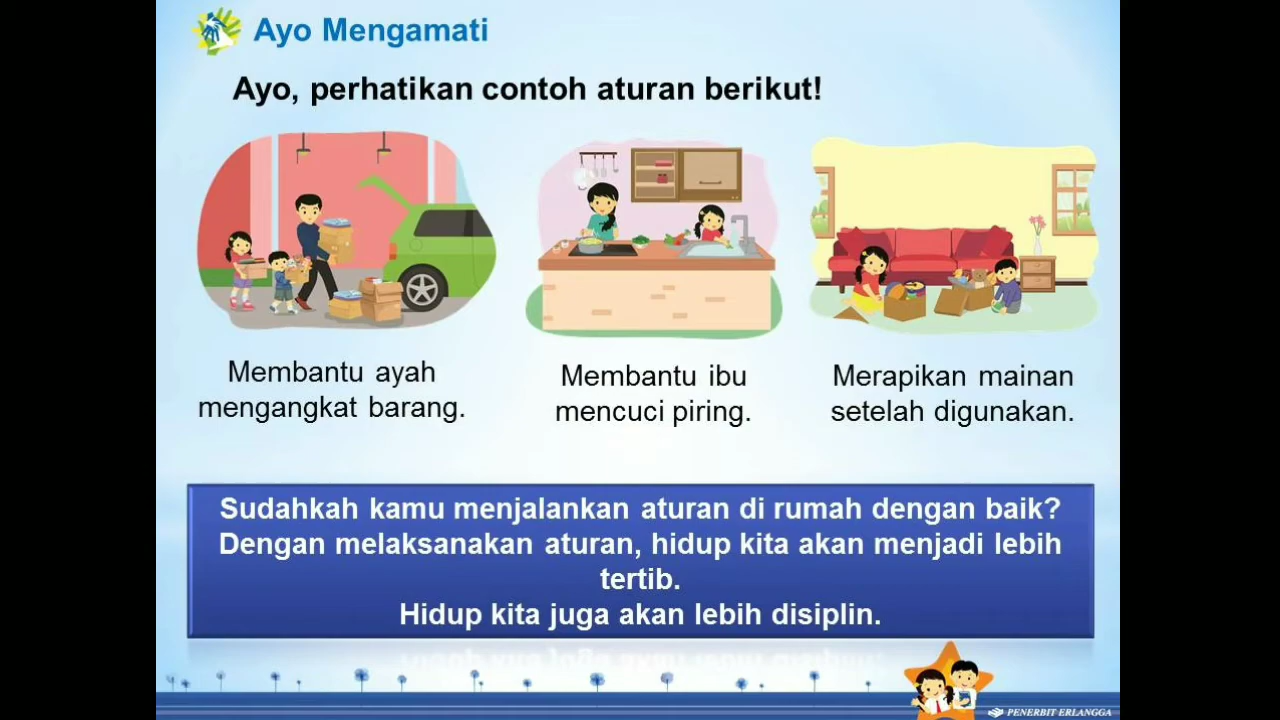 Ayo Mengamati
Ayo, perhatikan contoh aturan berikut!
Membantu ayah
mengangkat barang.
Membantu ibu
mencuci piring.
Merapikan mainan
setelah digunakan.
Sudahkah kamu menjalankan aturan di rumah dengan baik?
Dengan melaksanakan aturan, hidup kita akan menjadi lebih
tertib.
Hidup kita juga akan lebih disiplin.
PENERBIT ERLANGGA